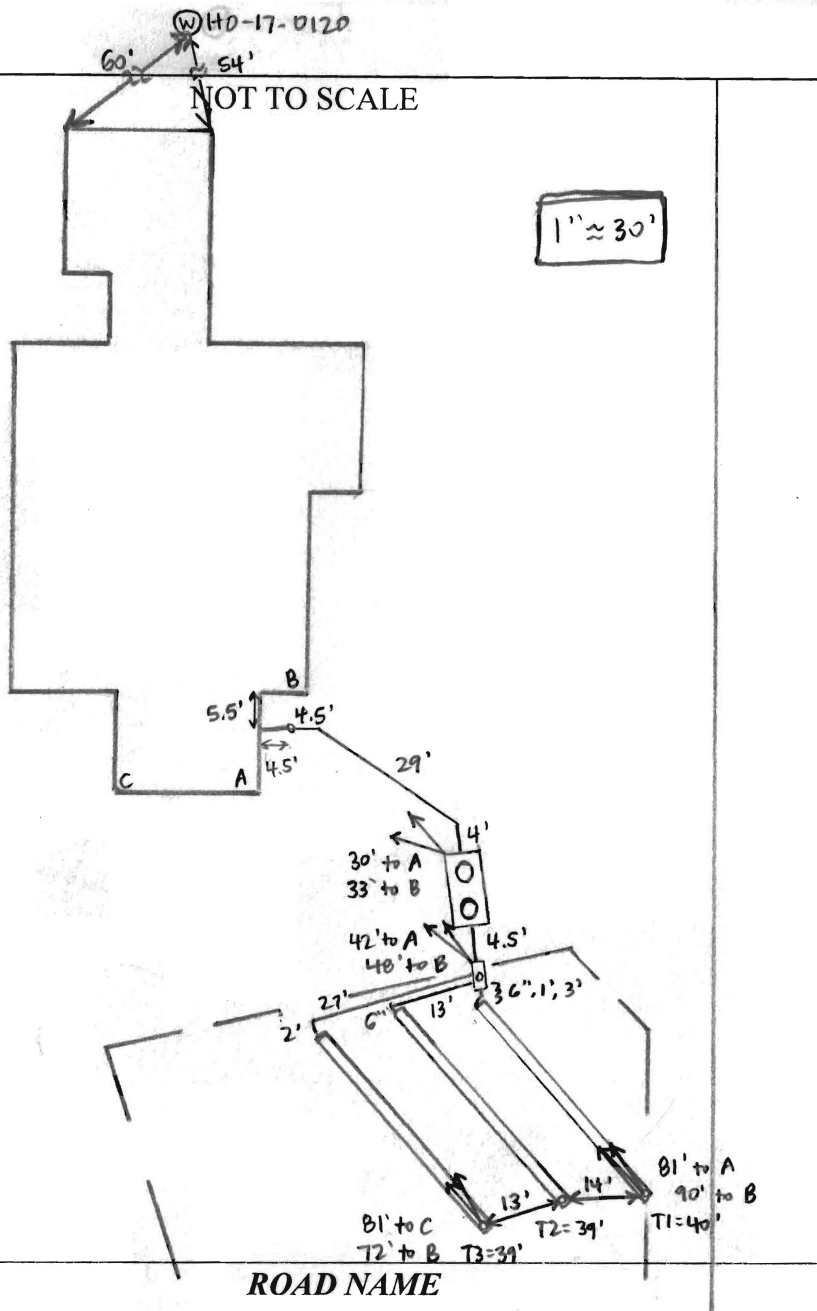 W HO-17-0120
60'
54'
NOT TO SCALE
1" ≈ 30'
B
5.5'
4.5'
4.5'
C
A
29'
4'
30' to A
33' to B
42' to A
48' to B
4.5'
27'
13'
6", 1', 3'
2'
6"
81' to A
90' to B
14'
13'
T1=40'
T2=39'
81' to C
72' to B
T3=39'
ROAD NAME